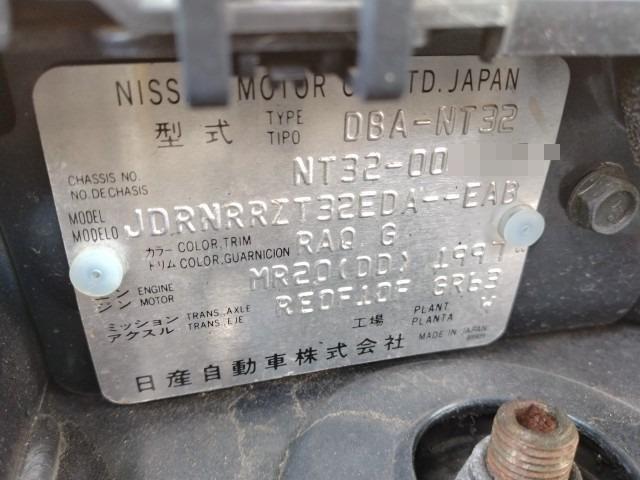 NISS MOTOR C TD. JAPAN
型式 TYPE TIPO DBA-NT32
CHASSIS NO. NO.DE.CHASIS NT32-00
MODEL MODELO JDRNRRZT32EDA--EAB
カラー COLOR,TRIM トリム COLOR,GUARNICION RAQ G
ン ENGINE ジン MOTOR MR20(DD) 1997
ミッション TRANS.,AXLE アクスル TRANS.,EJE RE0F10F GR63
工場 PLANT PLANTA W
日産自動車株式会社 MADE IN JAPAN